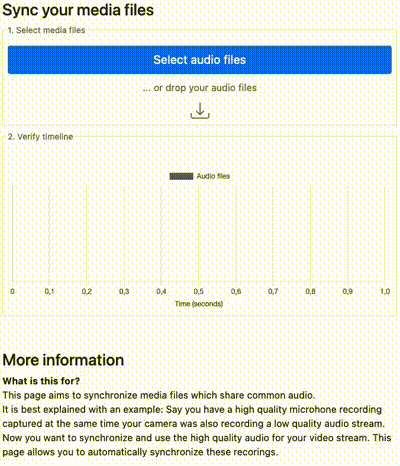 Sync your media files
1. Select media files
Select audio files
... or drop your audio files
2. Verify timeline
Audio files
0 0,1 0,2 0,3 0,4 0,5 0,6 0,7 0,8 0,9 1,0
Time (seconds)
More information
What is this for?
This page aims to synchronize media files which share common audio.
It is best explained with an example: Say you have a high quality microhone recording
captured at the same time your camera was also recording a low quality audio stream.
Now you want to synchronize and use the high quality audio for your video stream. This
page allows you to automatically synchronize these recorings.